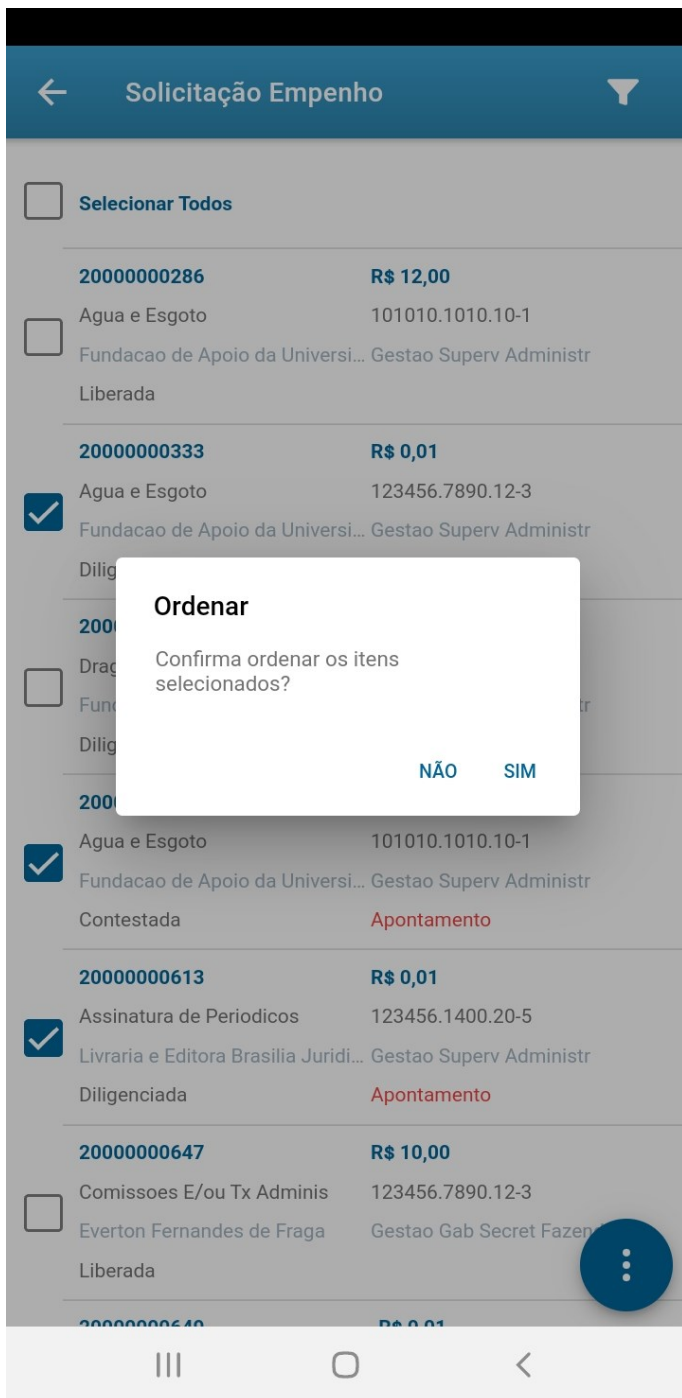 Solicitação Empenho
Selecionar Todos
20000000286 R$ 12,00
Agua e Esgoto 101010.1010.10-1
Fundacao de Apoio da Universi... Gestao Superv Administr
Liberada
20000000333 R$ 0,01
Agua e Esgoto 123456.7890.12-3
Fundacao de Apoio da Universi... Gestao Superv Administr
Ordenar
Confirma ordenar os itens
selecionados?
NÃO SIM
Agua e Esgoto 101010.1010.10-1
Fundacao de Apoio da Universi... Gestao Superv Administr
Contestada Apontamento
20000000613 R$ 0,01
Assinatura de Periodicos 123456.1400.20-5
Livraria e Editora Brasilia Juridi... Gestao Superv Administr
Diligenciada Apontamento
20000000647 R$ 10,00
Comissoes E/ou Tx Adminis 123456.7890.12-3
Everton Fernandes de Fraga Gestao Gab Secret Fazen
Liberada